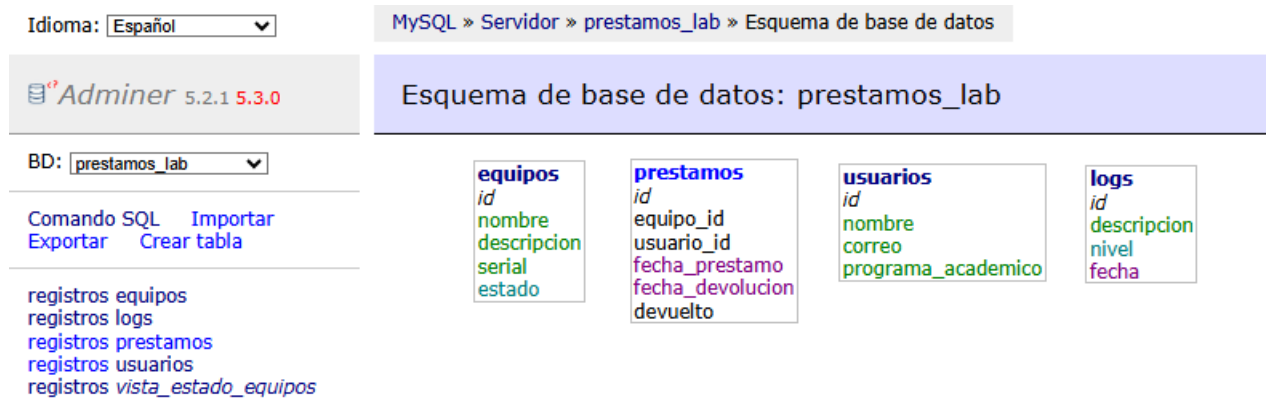 Idioma: Español
MySQL » Servidor » prestamos_lab » Esquema de base de datos
Adminer 5.2.1 5.3.0
Esquema de base de datos: prestamos_lab
BD: prestamos_lab
Comando SQL Importar
Exportar Crear tabla
registros equipos
registros logs
registros prestamos
registros usuarios
registros vista_estado_equipos
equipos
id
nombre
descripcion
serial
estado
prestamos
id
equipo_id
usuario_id
fecha_prestamo
fecha_devolucion
devuelto
usuarios
id
nombre
correo
programa_academico
logs
id
descripcion
nivel
fecha